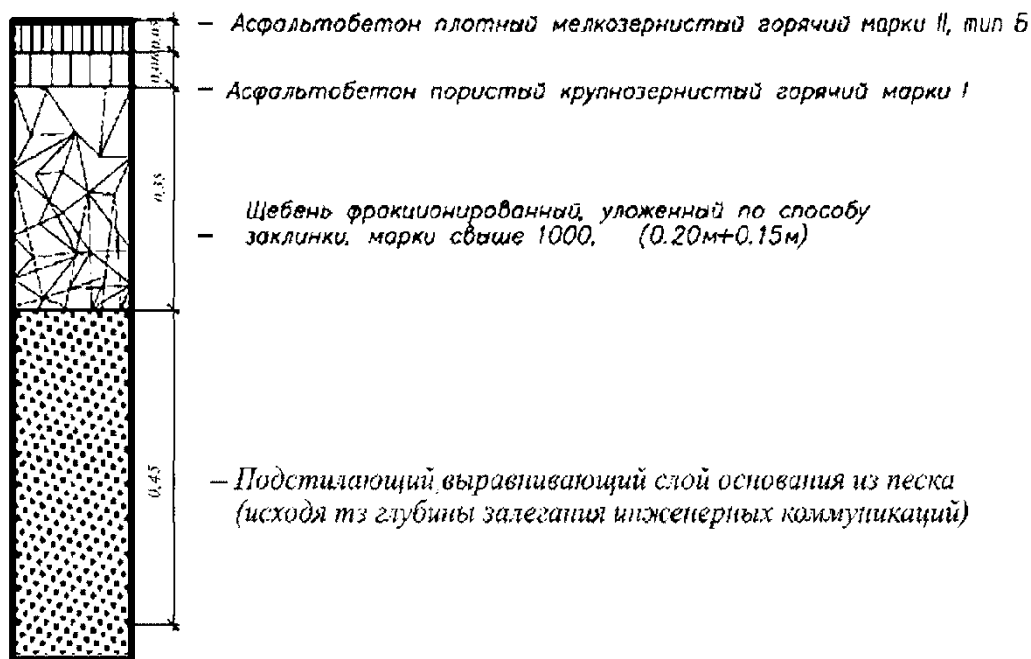 – Асфальтобетон плотный мелкозернистый горячий марки II, тип Б
– Асфальтобетон пористый крупнозернистый горячий марки I
0,35
Щебень фракционированный, уложенный по способу
– заклинки, марки свыше 1000, (0.20м+0.15м)
0,45
– Подстилающий выравнивающий слой основания из песка
(исходя тз глубины залегания инженерных коммуникаций)